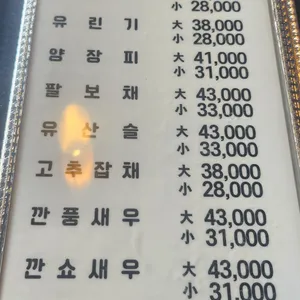 小 28,000
유린기 大 38,000
小 28,000
양장피 大 41,000
小 31,000
팔보채 大 43,000
小 33,000
유산슬 大 43,000
小 33,000
고추잡채 大 38,000
小 28,000
깐풍새우 大 43,000
小 31,000
깐쇼새우 大 43,000
小 31,000